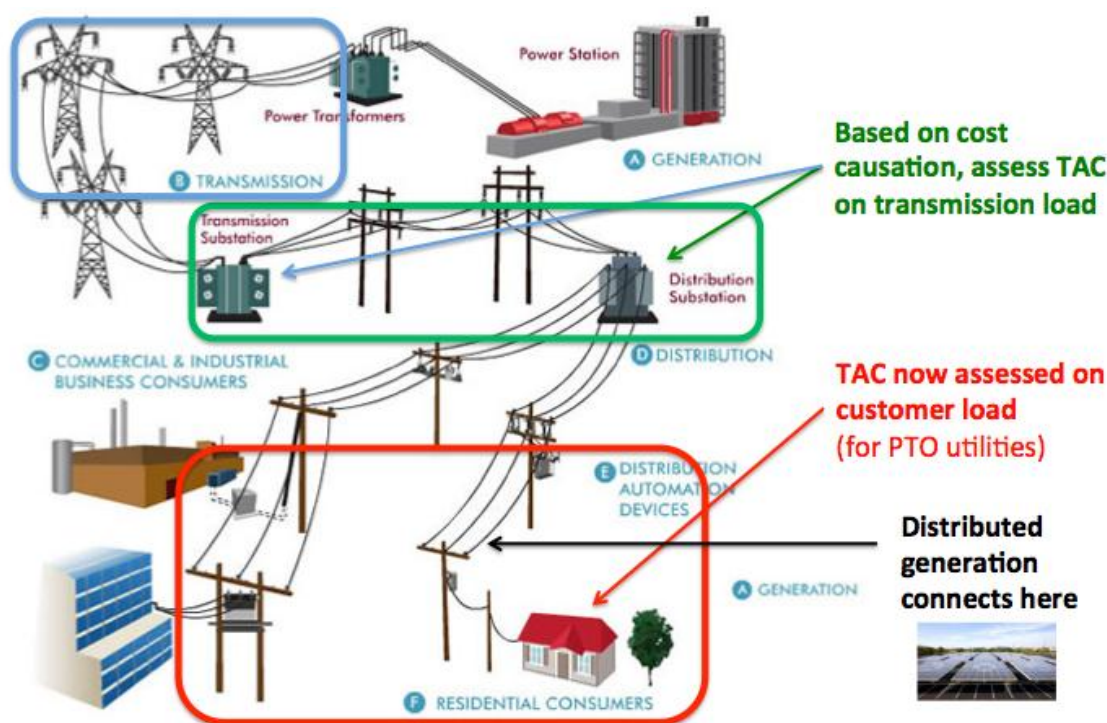 Power Station
Power Transformers
A GENERATION
B TRANSMISSION
Based on cost
causation, assess TAC
on transmission load
Transmission
Substation
Distribution
Substation
C COMMERCIAL & INDUSTRIAL
BUSINESS CONSUMERS
D DISTRIBUTION
TAC now assessed on
customer load
(for PTO utilities)
E DISTRIBUTION
AUTOMATION
DEVICES
Distributed
generation
connects here
A GENERATION
F RESIDENTIAL CONSUMERS